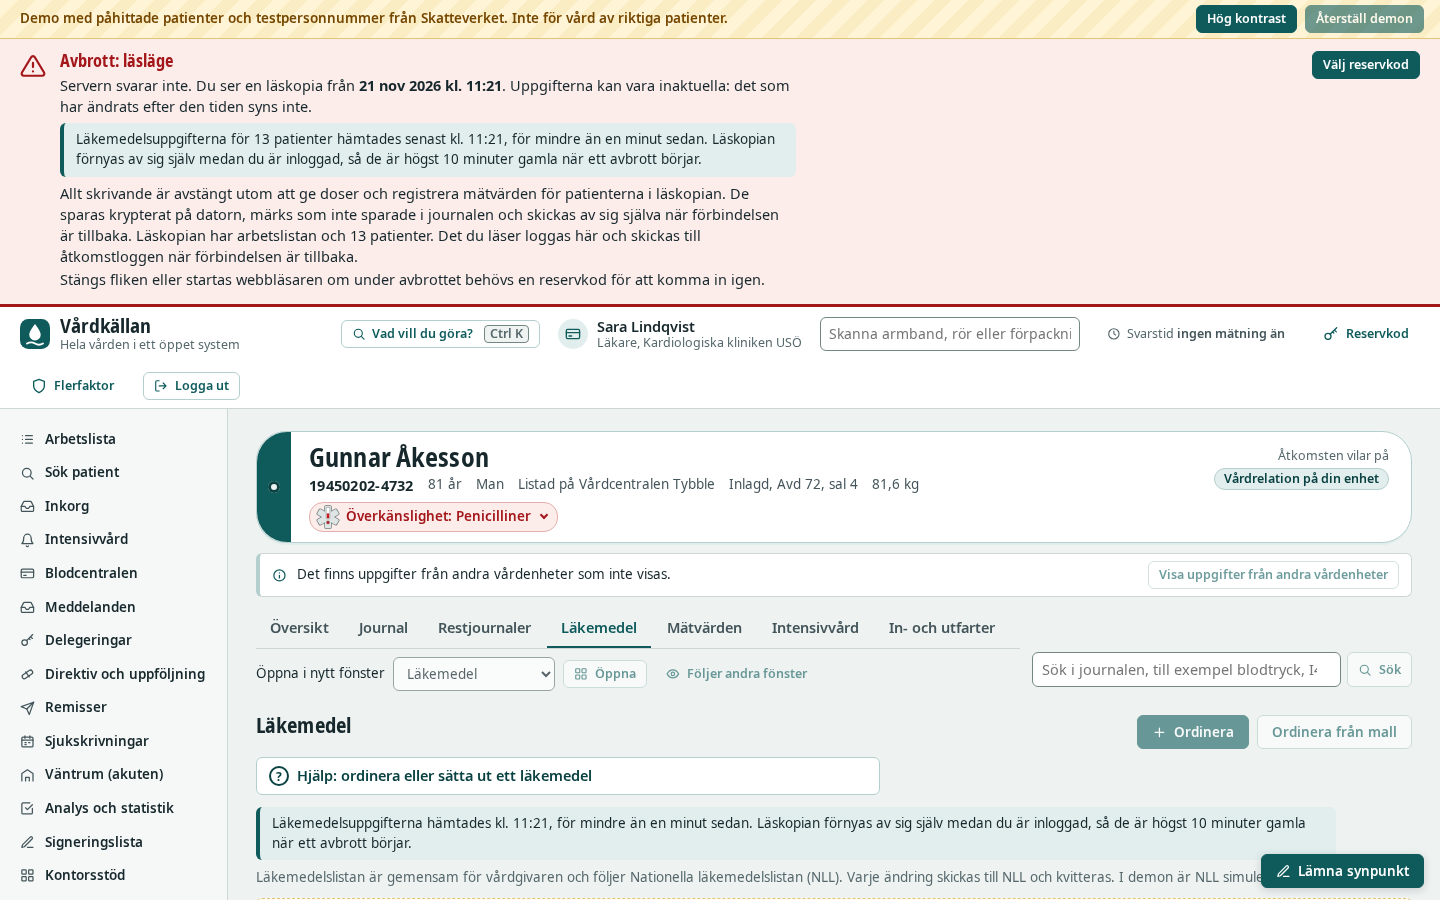 Demo med påhittade patienter och testpersonnummer från Skatteverket. Inte för vård av riktiga patienter.
Hög kontrast
Återställ demon
Avbrott: läsläge
Välj reservkod
Servern svarar inte. Du ser en läskopia från 21 nov 2026 kl. 11:21. Uppgifterna kan vara inaktuella: det som
har ändrats efter den tiden syns inte.
Läkemedelsuppgifterna för 13 patienter hämtades senast kl. 11:21, för mindre än en minut sedan. Läskopian
förnyas av sig själv medan du är inloggad, så de är högst 10 minuter gamla när ett avbrott börjar.
Allt skrivande är avstängt utom att ge doser och registrera mätvärden för patienterna i läskopian. De
sparas krypterat på datorn, märks som inte sparade i journalen och skickas av sig själva när förbindelsen
är tillbaka. Läskopian har arbetslistan och 13 patienter. Det du läser loggas här och skickas till
åtkomstloggen när förbindelsen är tillbaka.
Stängs fliken eller startas webbläsaren om under avbrottet behövs en reservkod för att komma in igen.
Vårdkällan
Hela vården i ett öppet system
Vad vill du göra? Ctrl K
Sara Lindqvist
Läkare, Kardiologiska kliniken USÖ
Skanna armband, rör eller förpackni
Svarstid ingen mätning än
Reservkod
Flerfaktor
Logga ut
Arbetslista
Sök patient
Inkorg
Intensivvård
Blodcentralen
Meddelanden
Delegeringar
Direktiv och uppföljning
Remisser
Sjukskrivningar
Väntrum (akuten)
Analys och statistik
Signeringslista
Kontorsstöd
Gunnar Åkesson
19450202-4732 81 år Man Listad på Vårdcentralen Tybble Inlagd, Avd 72, sal 4 81,6 kg
Överkänslighet: Penicilliner
Åtkomsten vilar på
Vårdrelation på din enhet
Det finns uppgifter från andra vårdenheter som inte visas.
Visa uppgifter från andra vårdenheter
Översikt Journal Restjournaler Läkemedel Mätvärden Intensivvård In- och utfarter
Öppna i nytt fönster Läkemedel Öppna Följer andra fönster
Sök i journalen, till exempel blodtryck, I
Sök
Läkemedel
Ordinera
Ordinera från mall
? Hjälp: ordinera eller sätta ut ett läkemedel
Läkemedelsuppgifterna hämtades kl. 11:21, för mindre än en minut sedan. Läskopian förnyas av sig själv medan du är inloggad, så de är högst 10 minuter gamla
när ett avbrott börjar.
Läkemedelslistan är gemensam för vårdgivaren och följer Nationella läkemedelslistan (NLL). Varje ändring skickas till NLL och kvitteras. I demon är NLL simule
Lämna synpunkt